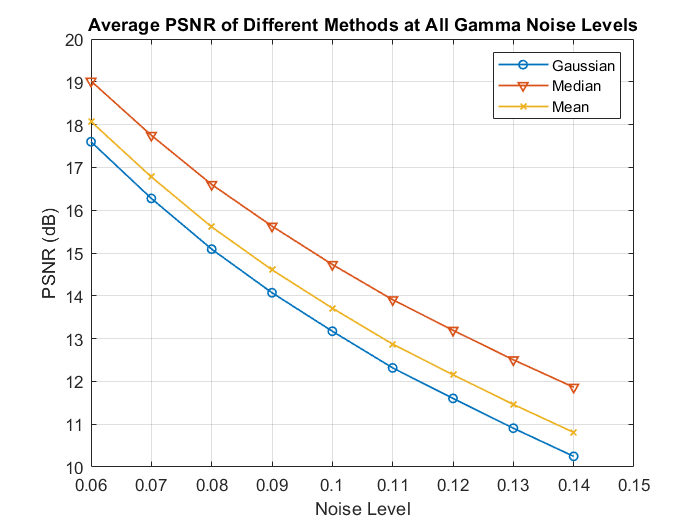 Average PSNR of Different Methods at All Gamma Noise Levels
20
19
18
17
16
15
14
13
12
11
10
PSNR (dB)
Gaussian
Median
Mean
0.06 0.07 0.08 0.09 0.1 0.11 0.12 0.13 0.14 0.15
Noise Level